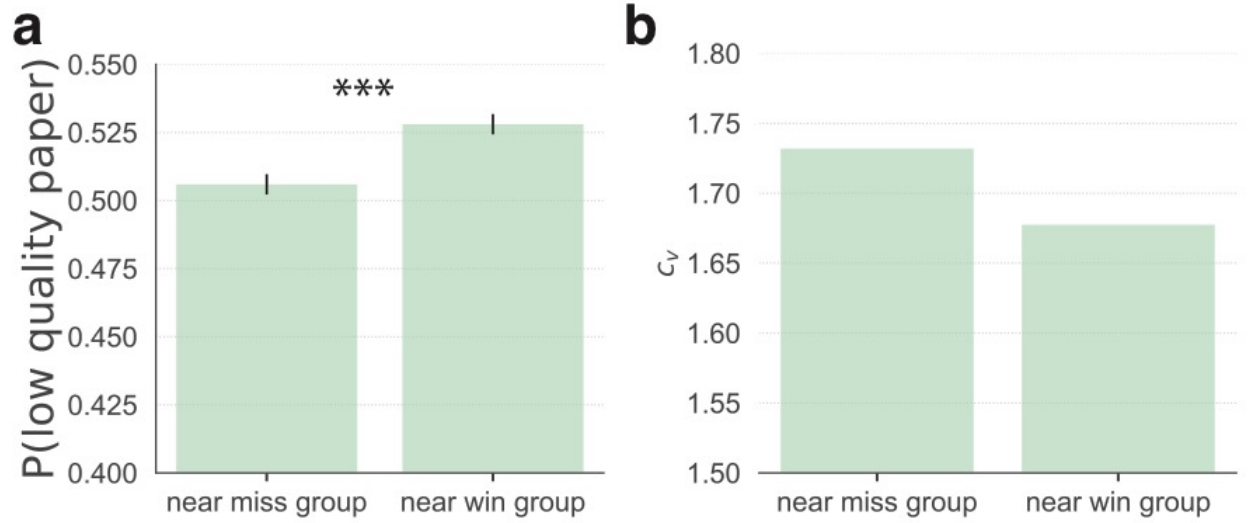 a
P(low quality paper)
0.550
0.525
0.500
0.475
0.450
0.425
0.400
***
near miss group
near win group
b
c_v
1.80
1.75
1.70
1.65
1.60
1.55
1.50
near miss group
near win group